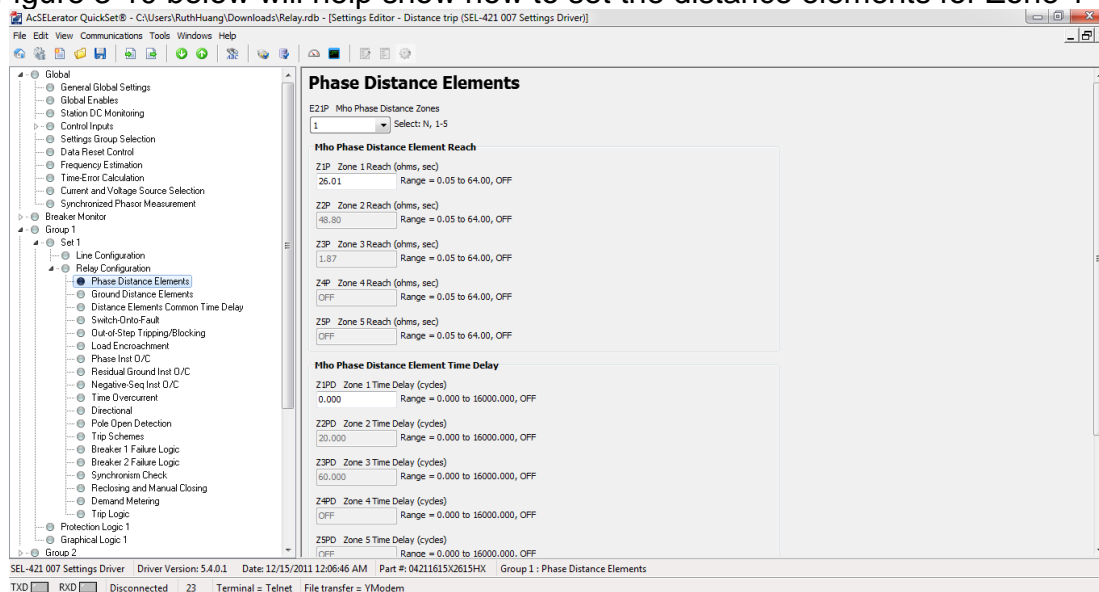 igure 3-10 below will help show how to set the distance elements for Zone 1
AcSELerator QuickSet® - C:\Users\RuthHuang\Downloads\Relay.rdb - [Settings Editor - Distance trip (SEL-421 007 Settings Driver)]
File Edit View Communications Tools Windows Help
Global
General Global Settings
Global Enables
Station DC Monitoring
Control Inputs
Settings Group Selection
Data Reset Control
Frequency Estimation
Time-Error Calculation
Current and Voltage Source Selection
Synchronized Phasor Measurement
Breaker Monitor
Group 1
Set 1
Line Configuration
Relay Configuration
Phase Distance Elements
Ground Distance Elements
Distance Elements Common Time Delay
Switch-Onto-Fault
Out-of-Step Tripping/Blocking
Load Encroachment
Phase Inst O/C
Residual Ground Inst O/C
Negative-Seq Inst O/C
Time Overcurrent
Directional
Pole Open Detection
Trip Schemes
Breaker 1 Failure Logic
Breaker 2 Failure Logic
Synchronism Check
Reclosing and Manual Closing
Demand Metering
Trip Logic
Protection Logic 1
Graphical Logic 1
Group 2
Phase Distance Elements
E21P Mho Phase Distance Zones
1 Select: N, 1-5
Mho Phase Distance Element Reach
Z1P Zone 1 Reach (ohms, sec)
26.01 Range = 0.05 to 64.00, OFF
Z2P Zone 2 Reach (ohms, sec)
48.80 Range = 0.05 to 64.00, OFF
Z3P Zone 3 Reach (ohms, sec)
1.87 Range = 0.05 to 64.00, OFF
Z4P Zone 4 Reach (ohms, sec)
OFF Range = 0.05 to 64.00, OFF
Z5P Zone 5 Reach (ohms, sec)
OFF Range = 0.05 to 64.00, OFF
Mho Phase Distance Element Time Delay
Z1PD Zone 1 Time Delay (cycles)
0.000 Range = 0.000 to 16000.000, OFF
Z2PD Zone 2 Time Delay (cycles)
20.000 Range = 0.000 to 16000.000, OFF
Z3PD Zone 3 Time Delay (cycles)
60.000 Range = 0.000 to 16000.000, OFF
Z4PD Zone 4 Time Delay (cycles)
OFF Range = 0.000 to 16000.000, OFF
Z5PD Zone 5 Time Delay (cycles)
OFF Range = 0.000 to 16000.000, OFF
SEL-421 007 Settings Driver Driver Version: 5.4.0.1 Date: 12/15/2011 12:06:46 AM Part #: 04211615X2615HX Group 1 : Phase Distance Elements
TXD RXD Disconnected 23 Terminal = Telnet File transfer = YModem